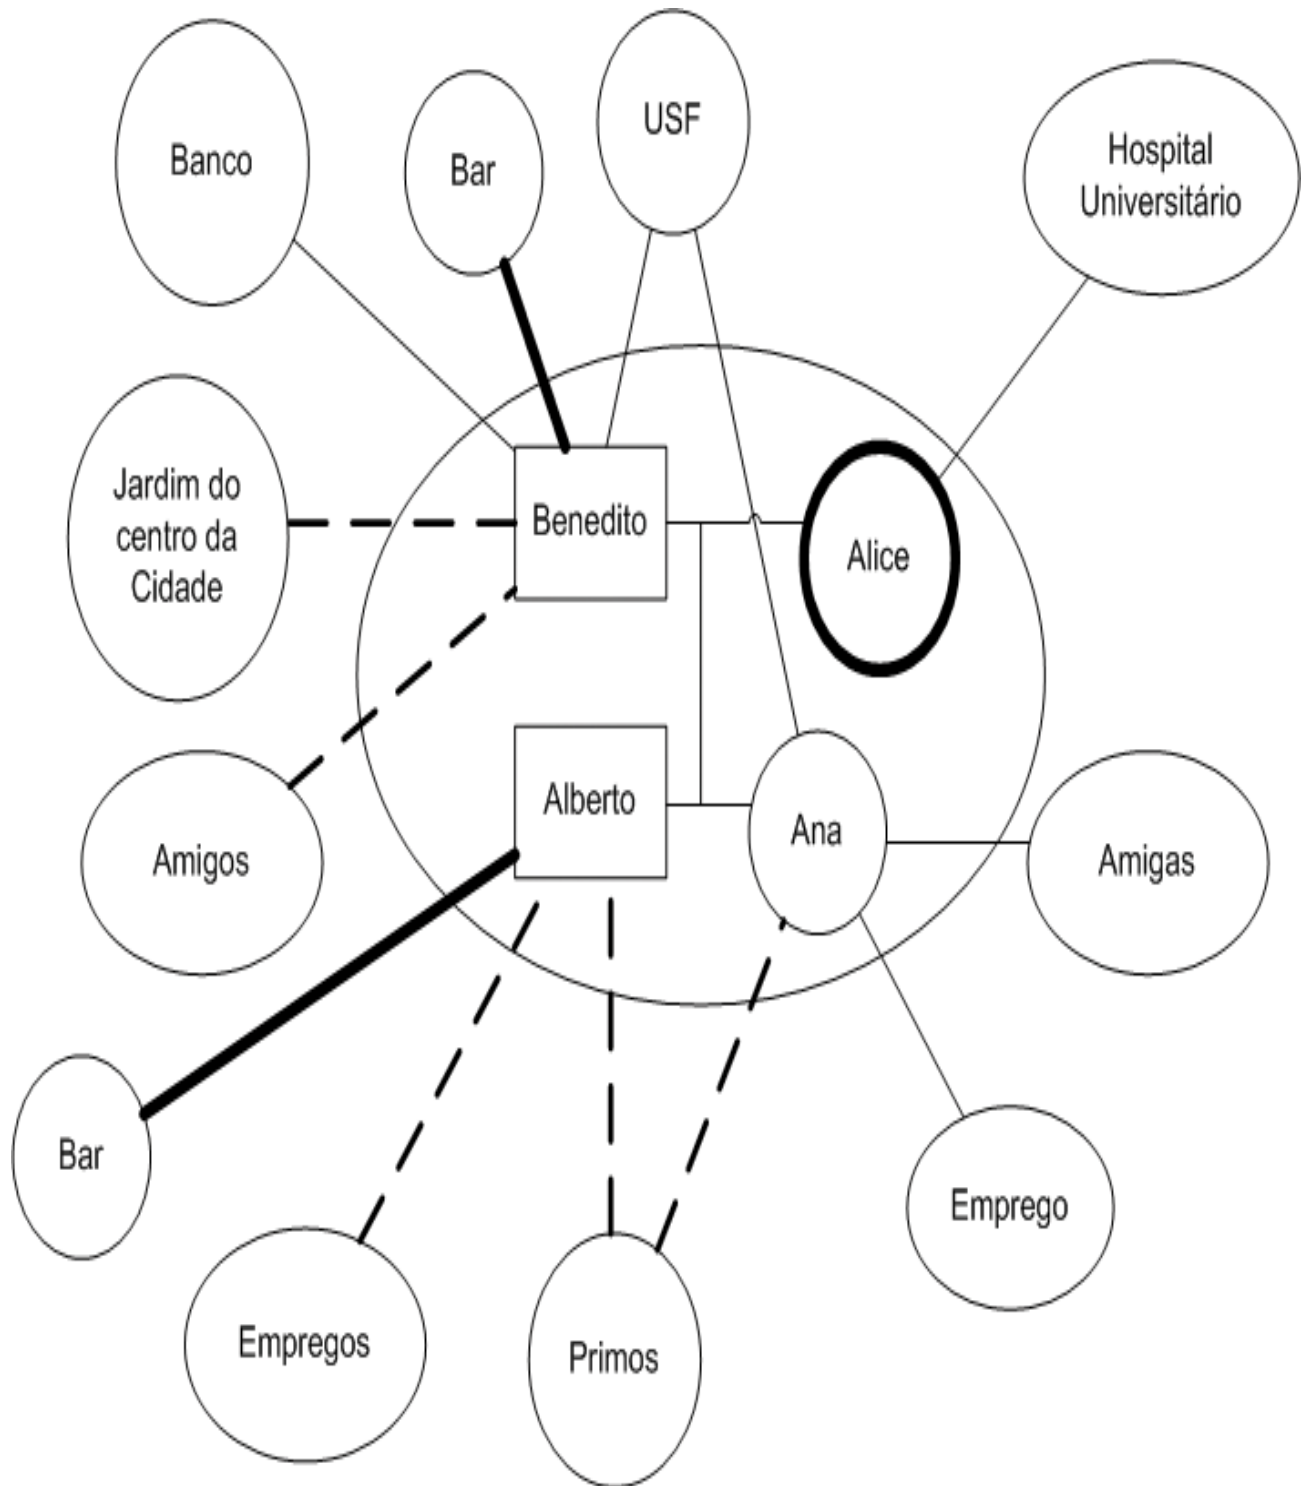 USF
Banco
Bar
Hospital
Universitário
Jardim do
centro da
Cidade
Benedito
Alice
Amigos
Alberto
Ana
Amigas
Bar
Emprego
Empregos
Primos